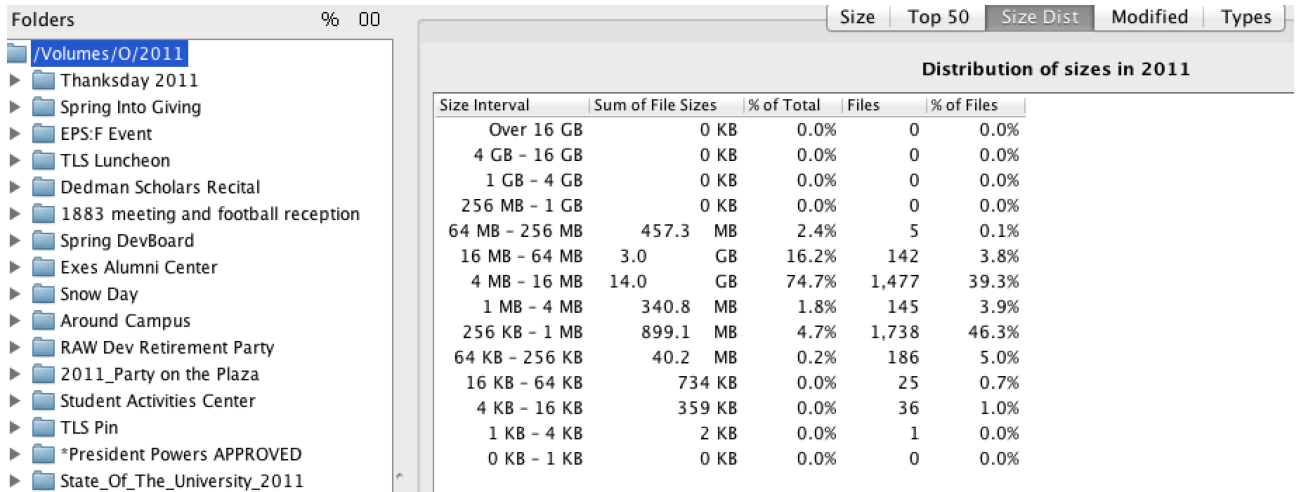 Folders % 00
/Volumes/O/2011
Thanksday 2011
Spring Into Giving
EPS:F Event
TLS Luncheon
Dedman Scholars Recital
1883 meeting and football reception
Spring DevBoard
Exes Alumni Center
Snow Day
Around Campus
RAW Dev Retirement Party
2011_Party on the Plaza
Student Activities Center
TLS Pin
*President Powers APPROVED
State_Of_The_University_2011
Size Top 50 Size Dist Modified Types
Distribution of sizes in 2011
Size Interval Sum of File Sizes % of Total Files % of Files
Over 16 GB 0 KB 0.0% 0 0.0%
4 GB – 16 GB 0 KB 0.0% 0 0.0%
1 GB – 4 GB 0 KB 0.0% 0 0.0%
256 MB – 1 GB 0 KB 0.0% 0 0.0%
64 MB – 256 MB 457.3 MB 2.4% 5 0.1%
16 MB – 64 MB 3.0 GB 16.2% 142 3.8%
4 MB – 16 MB 14.0 GB 74.7% 1,477 39.3%
1 MB – 4 MB 340.8 MB 1.8% 145 3.9%
256 KB – 1 MB 899.1 MB 4.7% 1,738 46.3%
64 KB – 256 KB 40.2 MB 0.2% 186 5.0%
16 KB – 64 KB 734 KB 0.0% 25 0.7%
4 KB – 16 KB 359 KB 0.0% 36 1.0%
1 KB – 4 KB 2 KB 0.0% 1 0.0%
0 KB – 1 KB 0 KB 0.0% 0 0.0%